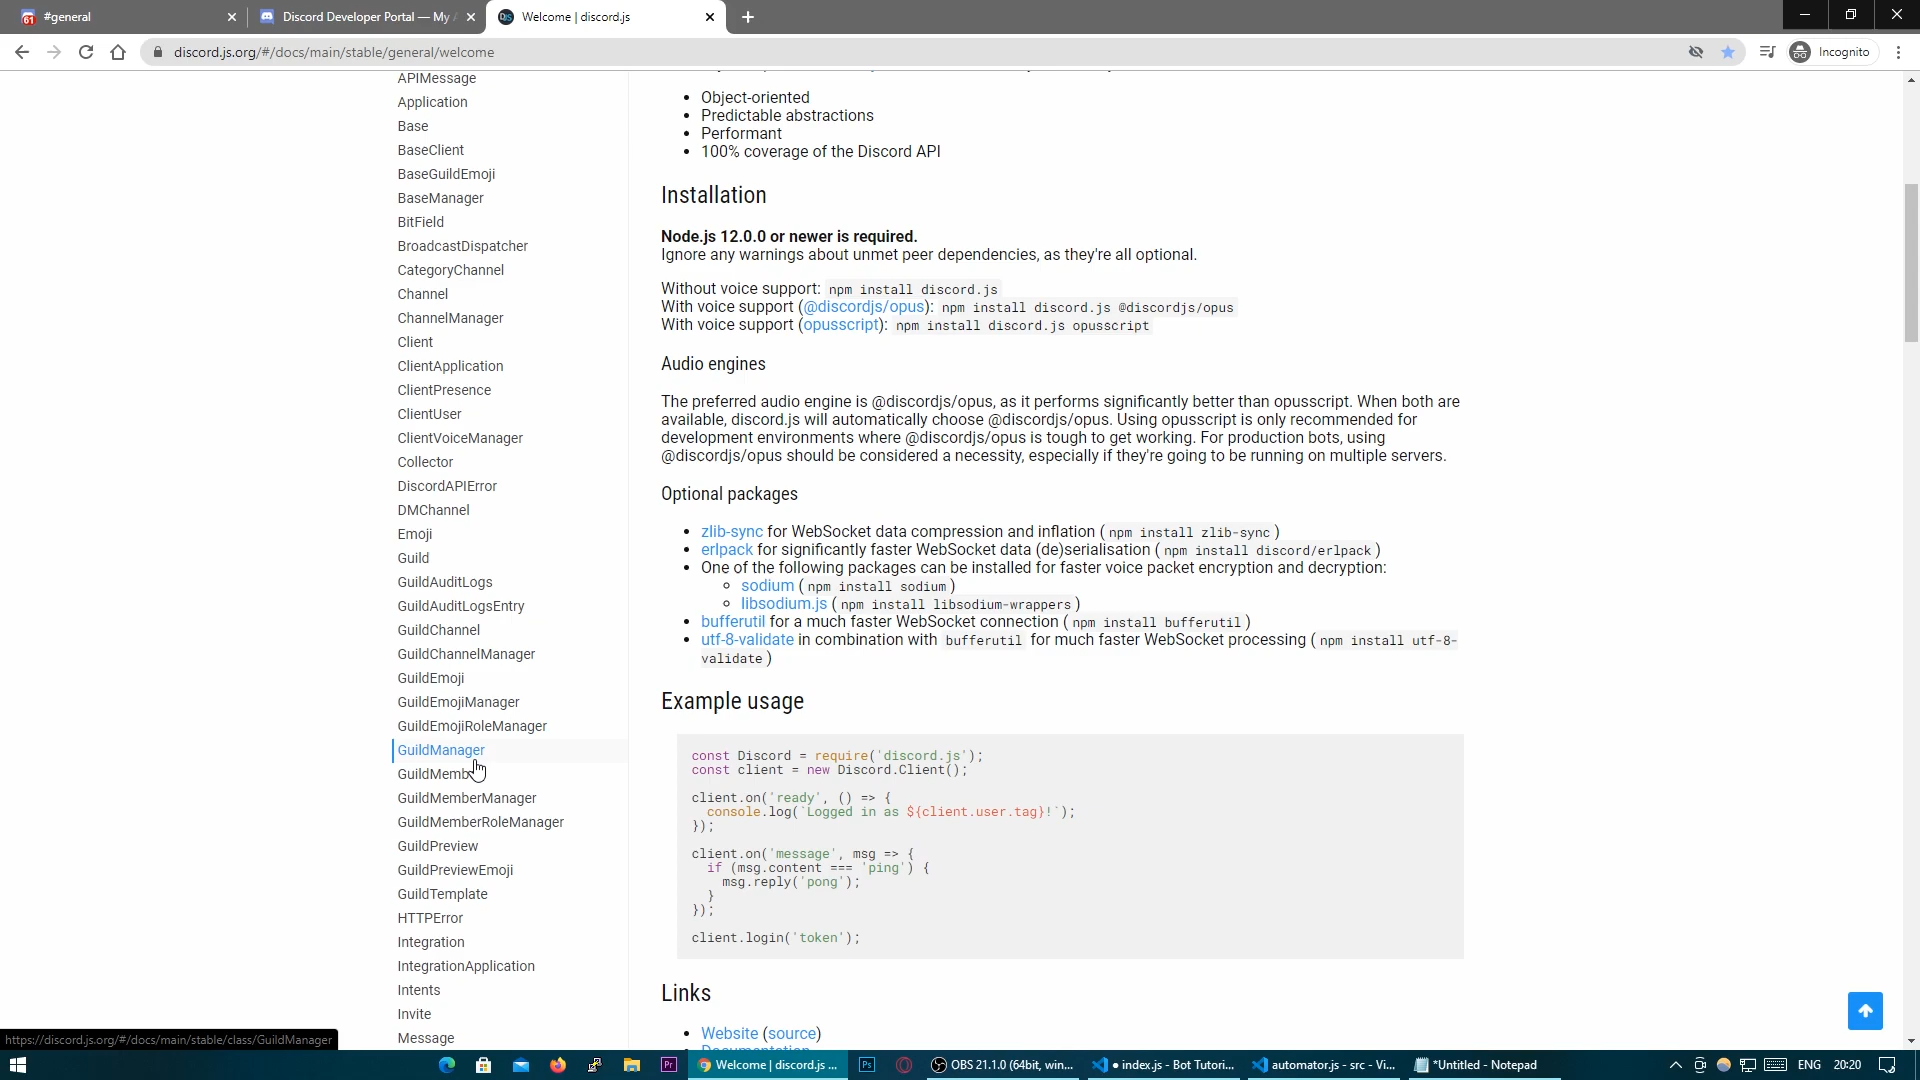 #general
Discord Developer Portal — My A
Welcome | discord.js
discord.js.org/#/docs/main/stable/general/welcome
Incognito
APIMessage
Application
Base
BaseClient
BaseGuildEmoji
BaseManager
BitField
BroadcastDispatcher
CategoryChannel
Channel
ChannelManager
Client
ClientApplication
ClientPresence
ClientUser
ClientVoiceManager
Collector
DiscordAPIError
DMChannel
Emoji
Guild
GuildAuditLogs
GuildAuditLogsEntry
GuildChannel
GuildChannelManager
GuildEmoji
GuildEmojiManager
GuildEmojiRoleManager
GuildManager
GuildMemb
GuildMemberManager
GuildMemberRoleManager
GuildPreview
GuildPreviewEmoji
GuildTemplate
HTTPError
Integration
IntegrationApplication
Intents
Invite
Message
Object-oriented
Predictable abstractions
Performant
100% coverage of the Discord API
Installation
Node.js 12.0.0 or newer is required.
Ignore any warnings about unmet peer dependencies, as they're all optional.
Without voice support: npm install discord.js
With voice support (@discordjs/opus): npm install discord.js @discordjs/opus
With voice support (opusscript): npm install discord.js opusscript
Audio engines
The preferred audio engine is @discordjs/opus, as it performs significantly better than opusscript. When both are
available, discord.js will automatically choose @discordjs/opus. Using opusscript is only recommended for
development environments where @discordjs/opus is tough to get working. For production bots, using
@discordjs/opus should be considered a necessity, especially if they're going to be running on multiple servers.
Optional packages
zlib-sync for WebSocket data compression and inflation ( npm install zlib-sync )
erlpack for significantly faster WebSocket data (de)serialisation ( npm install discord/erlpack )
One of the following packages can be installed for faster voice packet encryption and decryption:
sodium ( npm install sodium )
libsodium.js ( npm install libsodium-wrappers )
bufferutil for a much faster WebSocket connection ( npm install bufferutil )
utf-8-validate in combination with bufferutil for much faster WebSocket processing ( npm install utf-8-
validate )
Example usage
const Discord = require('discord.js');
const client = new Discord.Client();
client.on('ready', () => {
console.log(`Logged in as ${client.user.tag}!`);
});
client.on('message', msg => {
if (msg.content === 'ping') {
msg.reply('pong');
}
});
client.login('token');
Links
Website (source)
https://discord.js.org/#/docs/main/stable/class/GuildManager
Welcome | discord.js ...
OBS 21.1.0 (64bit, win...
● index.js - Bot Tutori...
automator.js - src - Vi...
*Untitled - Notepad
ENG
20:20
61